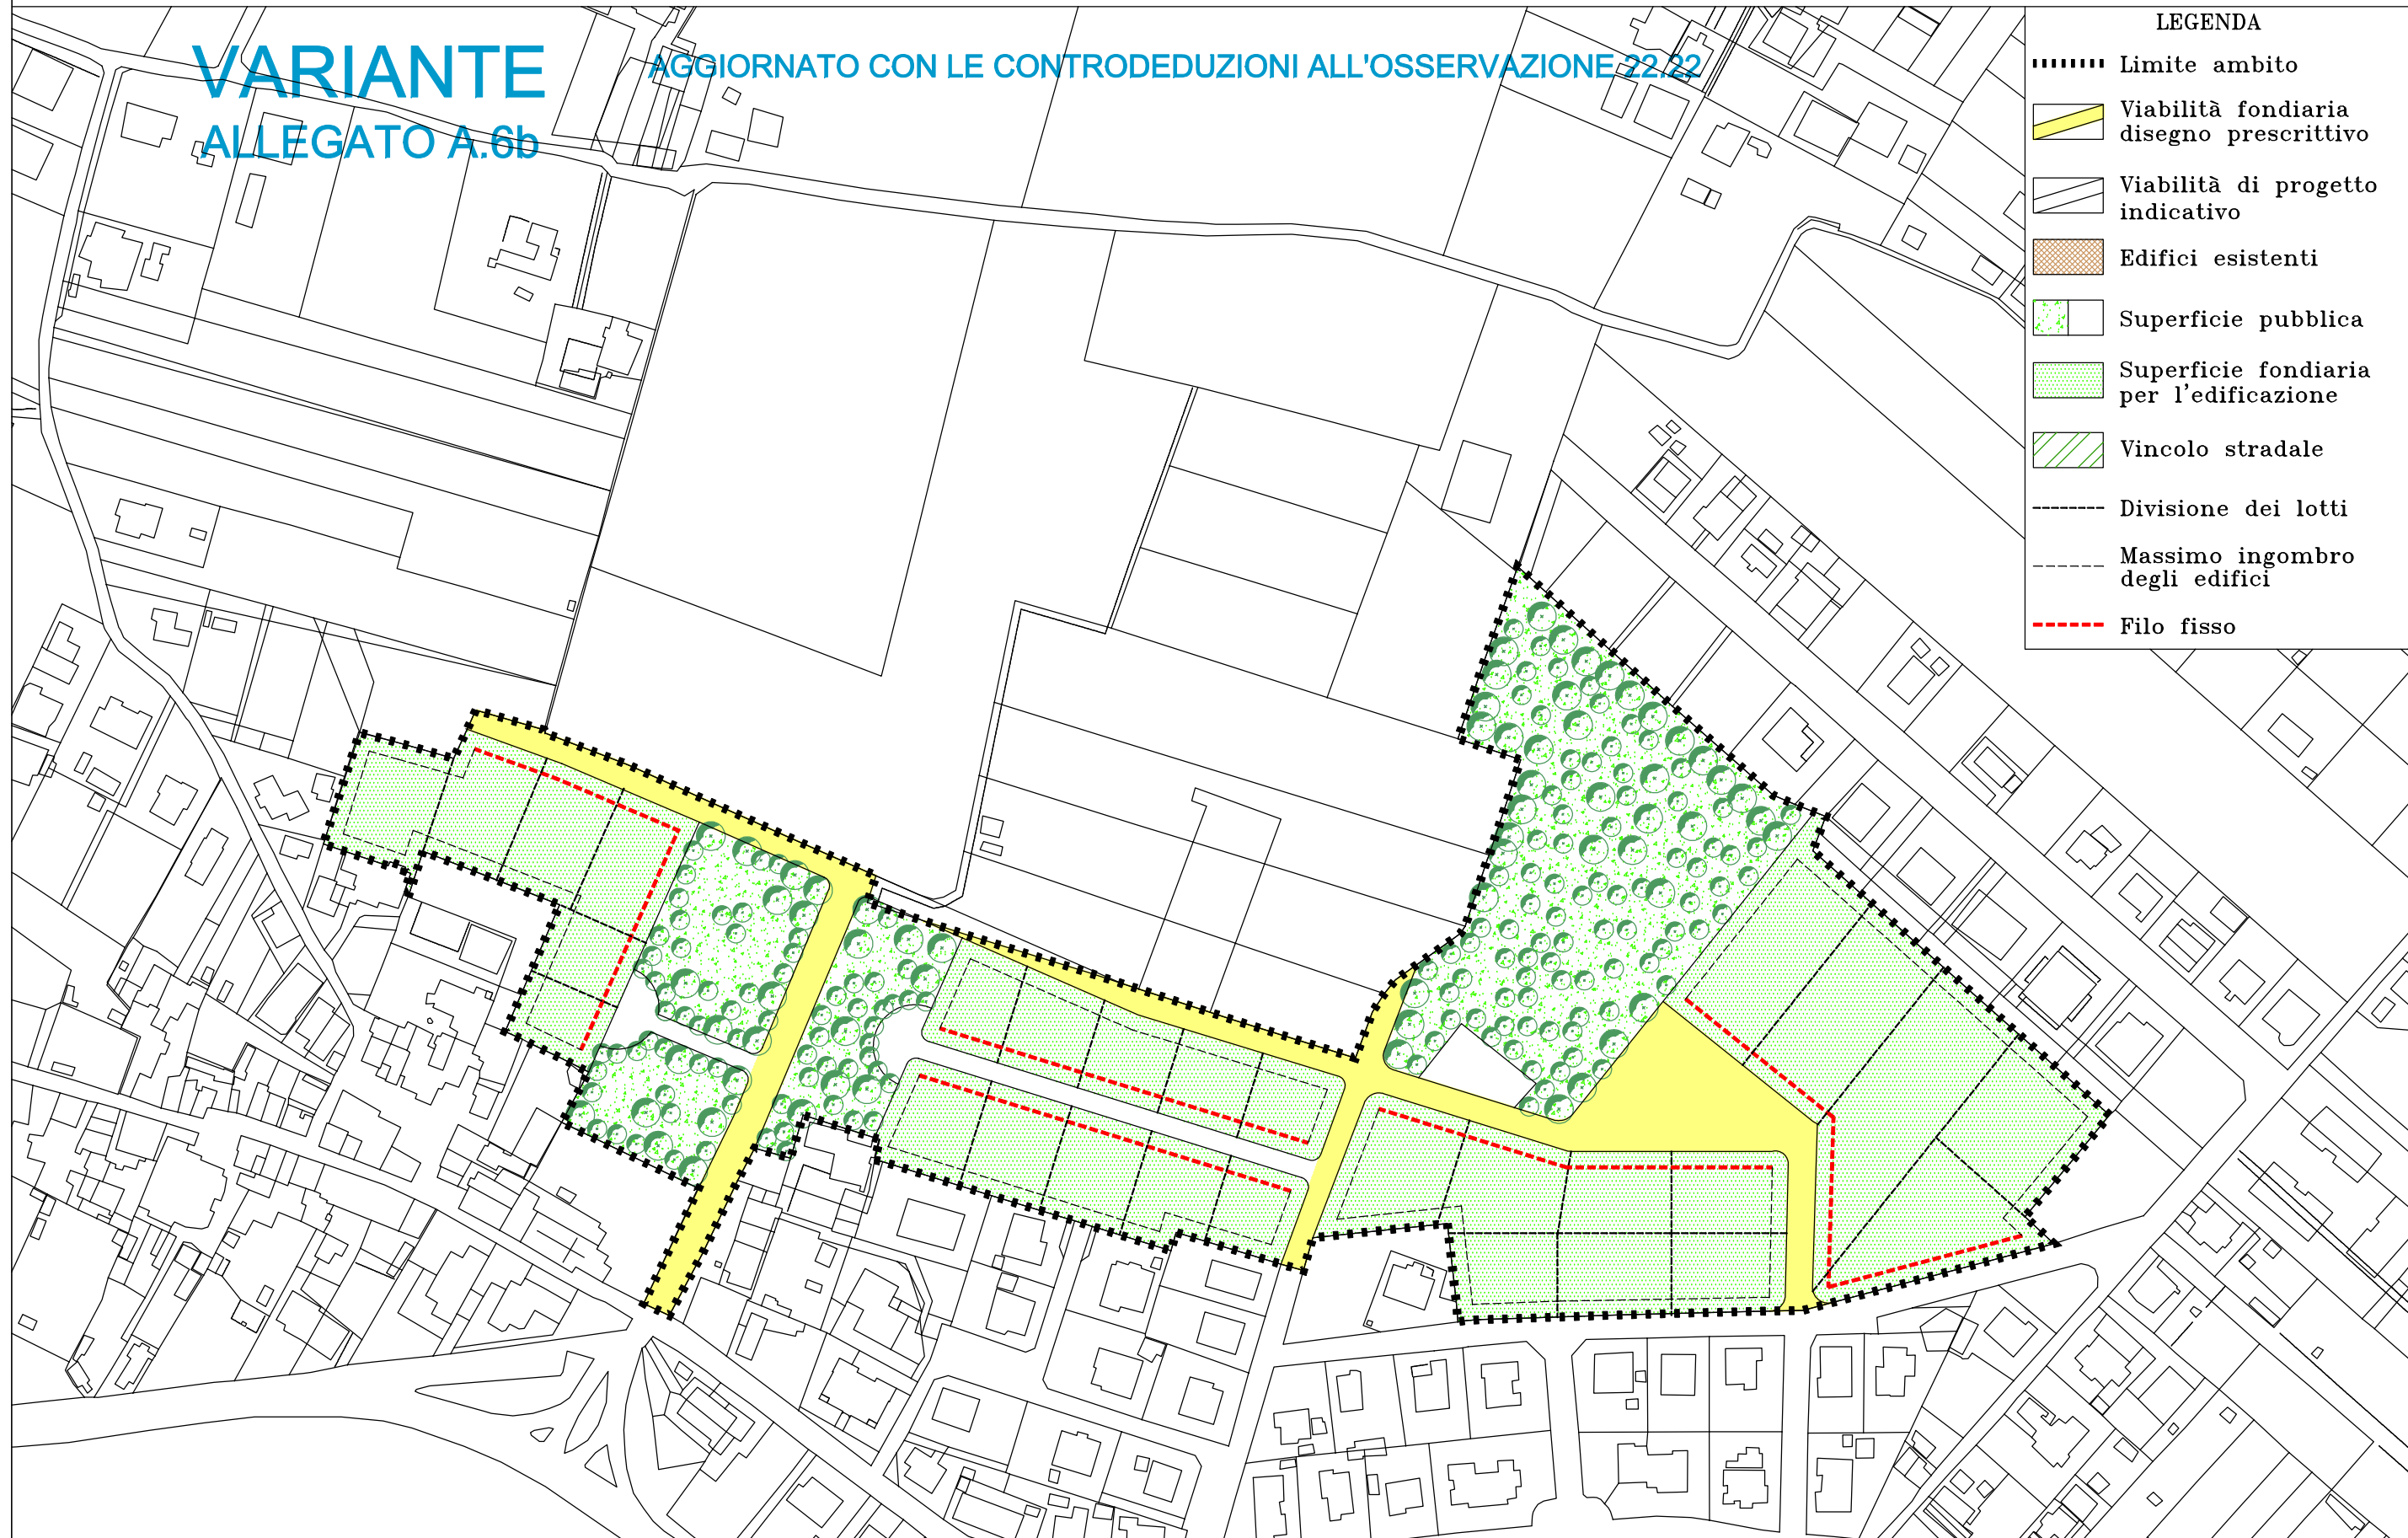 VARIANTE
ALLEGATO A.6b
AGGIORNATO CON LE CONTRODEDUZIONI ALL'OSSERVAZIONE 22.22
LEGENDA
Limite ambito
Viabilità fondiaria
disegno prescrittivo
Viabilità di progetto
indicativo
Edifici esistenti
Superficie pubblica
Superficie fondiaria
per l'edificazione
Vincolo stradale
Divisione dei lotti
Massimo ingombro
degli edifici
Filo fisso